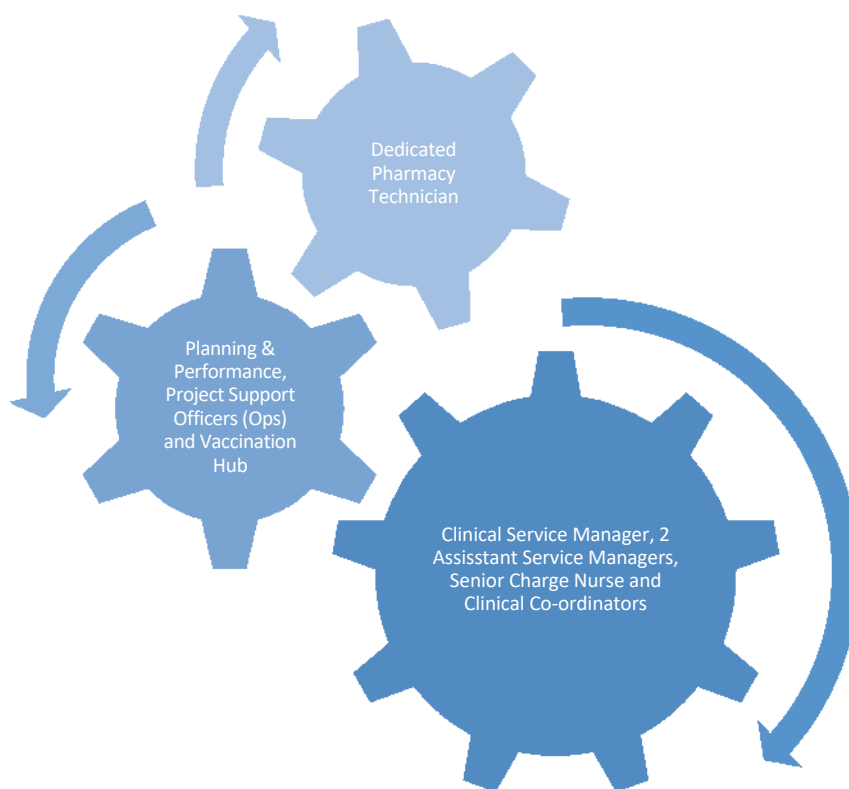 Dedicated
Pharmacy
Technician
Planning &
Performance,
Project Support
Officers (Ops)
and Vaccination
Hub
Clinical Service Manager, 2
Assisstant Service Managers,
Senior Charge Nurse and
Clinical Co-ordinators